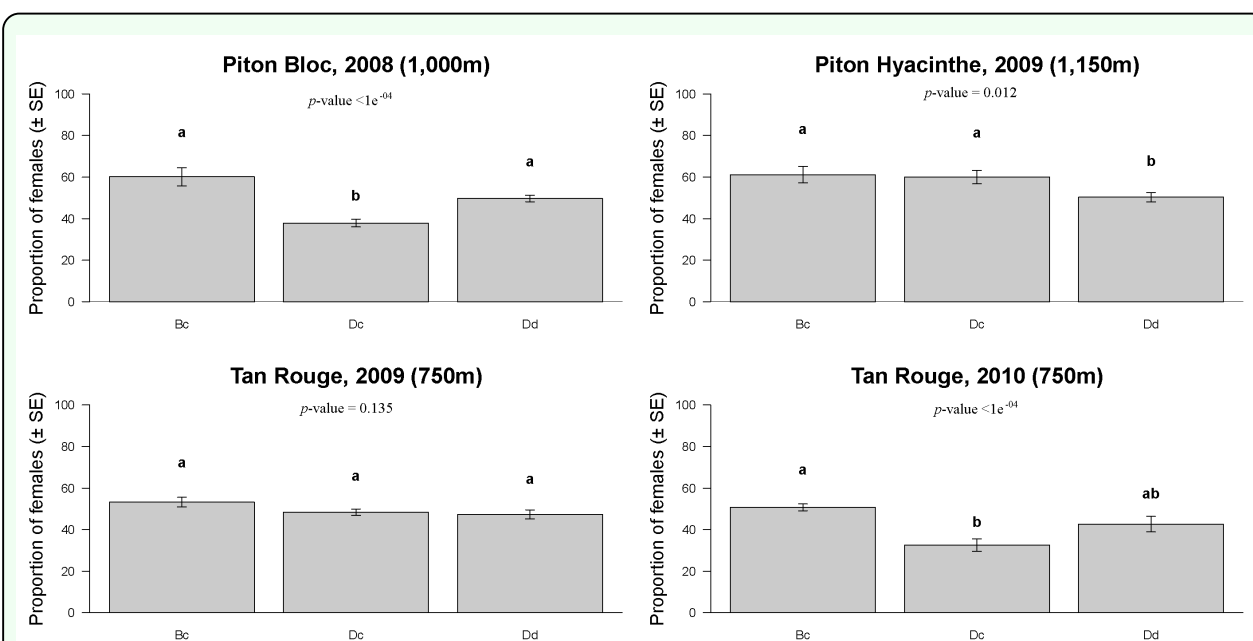 Piton Bloc, 2008 (1,000m)
p-value <1e-04
Proportion of females (± SE)
100
80
60
40
20
0
a
b
a
Bc
Dc
Dd
Piton Hyacinthe, 2009 (1,150m)
p-value = 0.012
Proportion of females (± SE)
100
80
60
40
20
0
a
a
b
Bc
Dc
Dd
Tan Rouge, 2009 (750m)
p-value = 0.135
Proportion of females (± SE)
100
80
60
40
20
0
a
a
a
Bc
Dc
Dd
Tan Rouge, 2010 (750m)
p-value <1e-04
Proportion of females (± SE)
100
80
60
40
20
0
a
b
ab
Bc
Dc
Dd